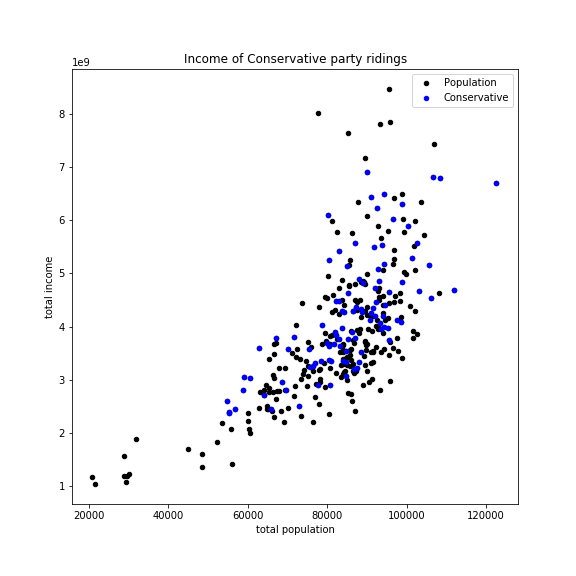 Income of Conservative party ridings
1e9
Population
Conservative
8
7
6
5
4
3
2
1
total income
20000 40000 60000 80000 100000 120000
total population